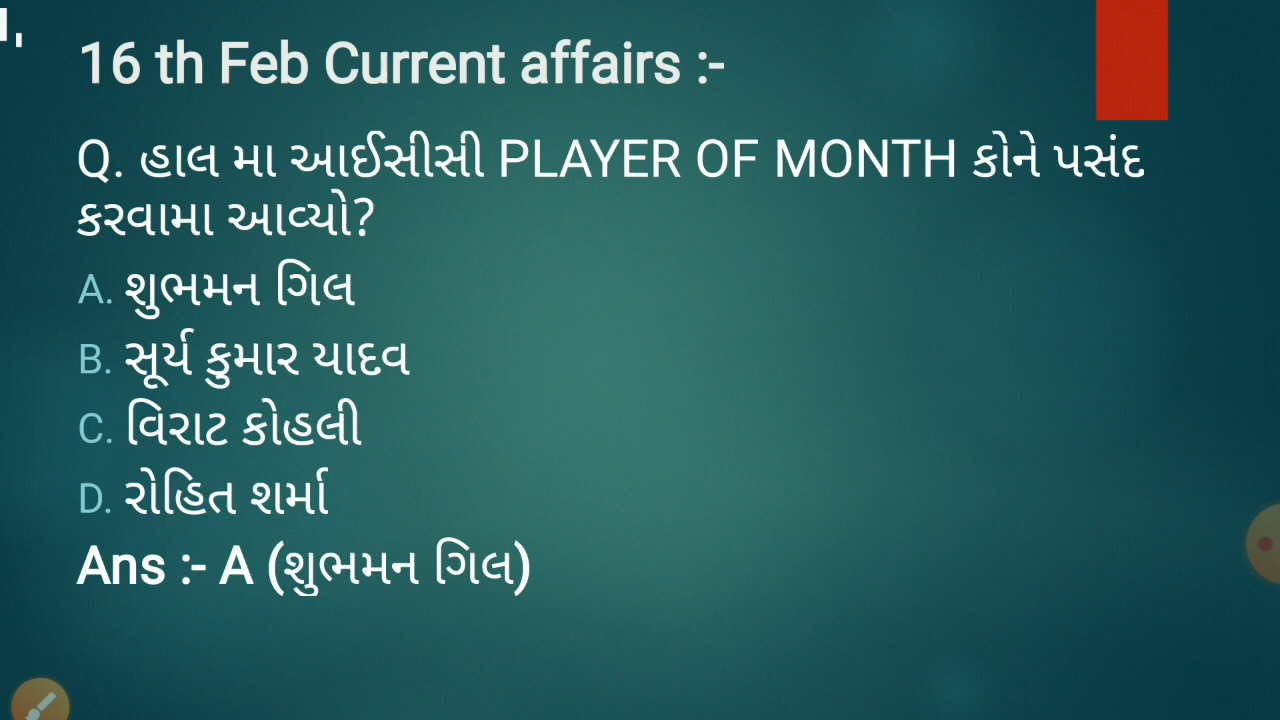 16 th Feb Current affairs :-
Q. હાલ મા આઈસીસી PLAYER OF MONTH કોને પસંદ
કરવામા આવ્યો?
A. શુભમન ગિલ
B. સૂર્ય કુમાર યાદવ
C. વિરાટ કોહલી
D. રોહિત શર્મા
Ans :- A (શુભમન ગિલ)